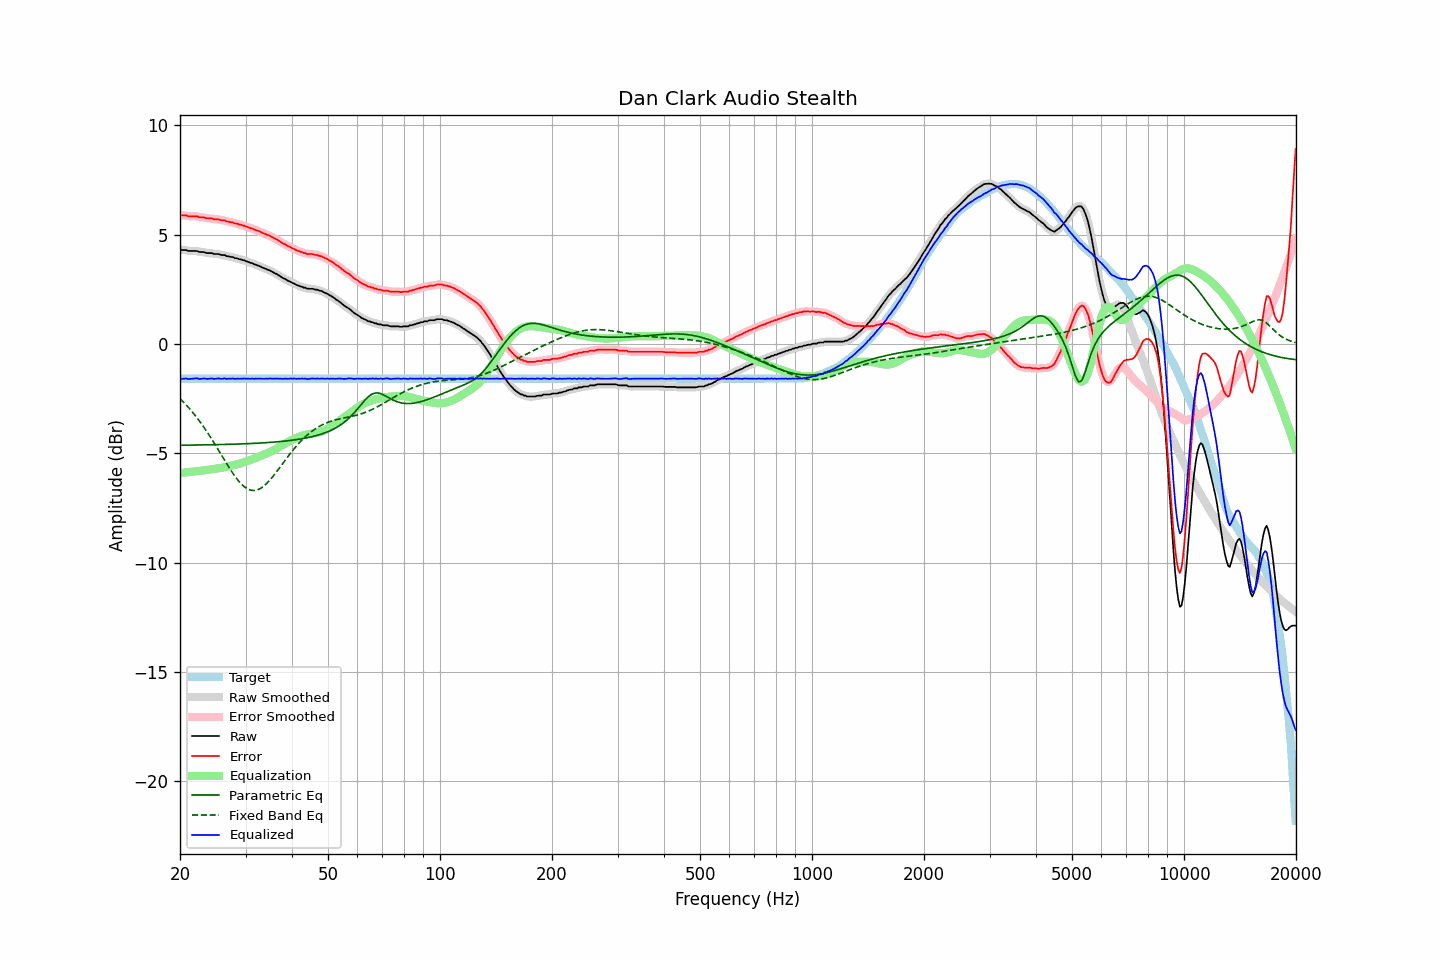 Dan Clark Audio Stealth
10
5
0
−5
−10
−15
−20
Amplitude (dBr)
Target
Raw Smoothed
Error Smoothed
Raw
Error
Equalization
Parametric Eq
Fixed Band Eq
Equalized
20 50 100 200 500 1000 2000 5000 10000 20000
Frequency (Hz)